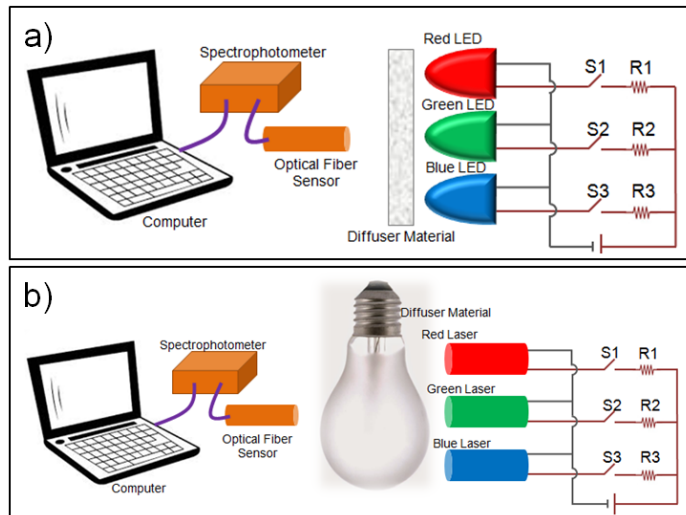 a)
Spectrophotometer
Red LED
S1
R1
Green LED
S2
R2
Optical Fiber
Sensor
Blue LED
S3
R3
Computer
Diffuser Material
b)
Diffuser Material
Spectrophotometer
Red Laser
S1
R1
Green Laser
S2
R2
Optical Fiber
Sensor
Blue Laser
S3
R3
Computer